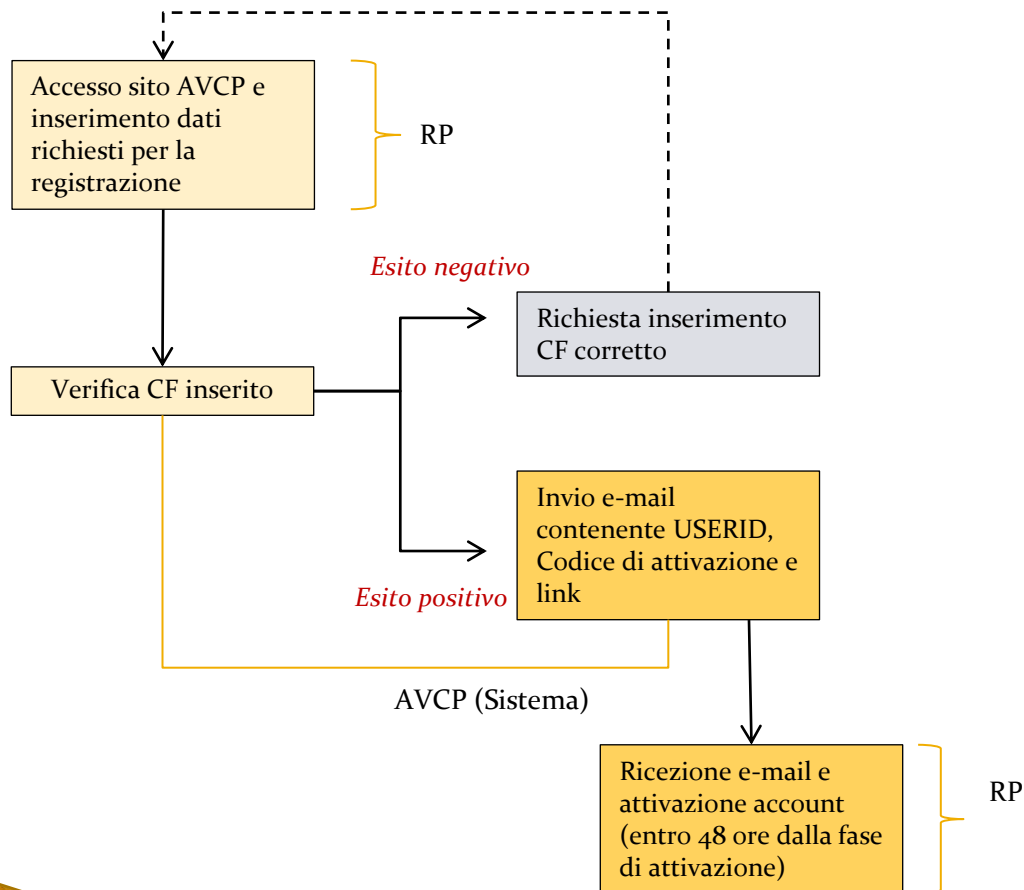 Accesso sito AVCP e
inserimento dati
richiesti per la
registrazione
RP
Esito negativo
Richiesta inserimento
CF corretto
Verifica CF inserito
Invio e-mail
contenente USERID,
Codice di attivazione e
link
Esito positivo
AVCP (Sistema)
Ricezione e-mail e
attivazione account
(entro 48 ore dalla fase
di attivazione)
RP